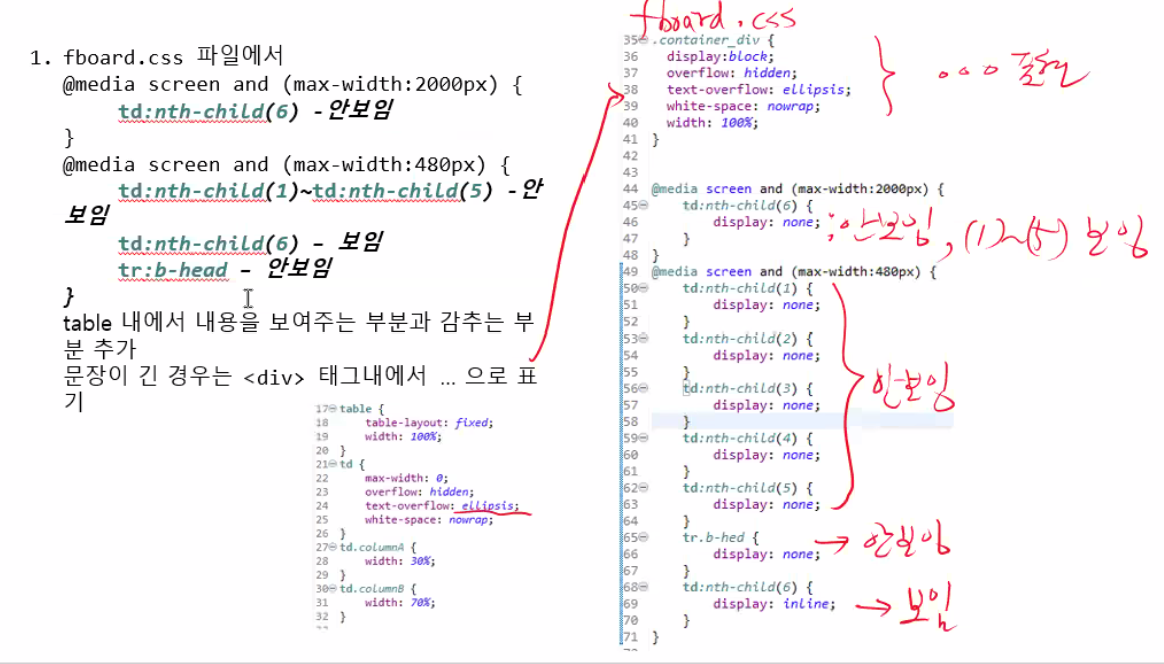 1. fboard.css 파일에서
@media screen and (max-width:2000px) {
td:nth-child(6) -안보임
}
@media screen and (max-width:480px) {
td:nth-child(1)~td:nth-child(5) -안
보임
td:nth-child(6) – 보임
tr:b-head – 안보임
}
table 내에서 내용을 보여주는 부분과 감추는 부
분 추가
문장이 긴 경우는 <div> 태그내에서 … 으로 표
기
17 table {
18 table-layout: fixed;
19 width: 100%;
20 }
21 td {
22 max-width: 0;
23 overflow: hidden;
24 text-overflow: ellipsis;
25 white-space: nowrap;
26 }
27 td.columnA {
28 width: 30%;
29 }
30 td.columnB {
31 width: 70%;
32 }
fboard.css
35 .container_div {
36 display:block;
37 overflow: hidden;
38 text-overflow: ellipsis;
39 white-space: nowrap;
40 width: 100%;
41 }
... 표현
42
43
44 @media screen and (max-width:2000px) {
45 td:nth-child(6) {
46 display: none; ;안보임, (1)~(5) 보임
47 }
48 }
49 @media screen and (max-width:480px) {
50 td:nth-child(1) {
51 display: none;
52 }
53 td:nth-child(2) {
54 display: none;
55 }
56 td:nth-child(3) {
57 display: none;
58 }
59 td:nth-child(4) {
60 display: none;
61 }
62 td:nth-child(5) {
63 display: none;
64 }
안보임
65 tr.b-hed {
66 display: none; → 안보임
67 }
68 td:nth-child(6) {
69 display: inline; → 보임
70 }
71 }